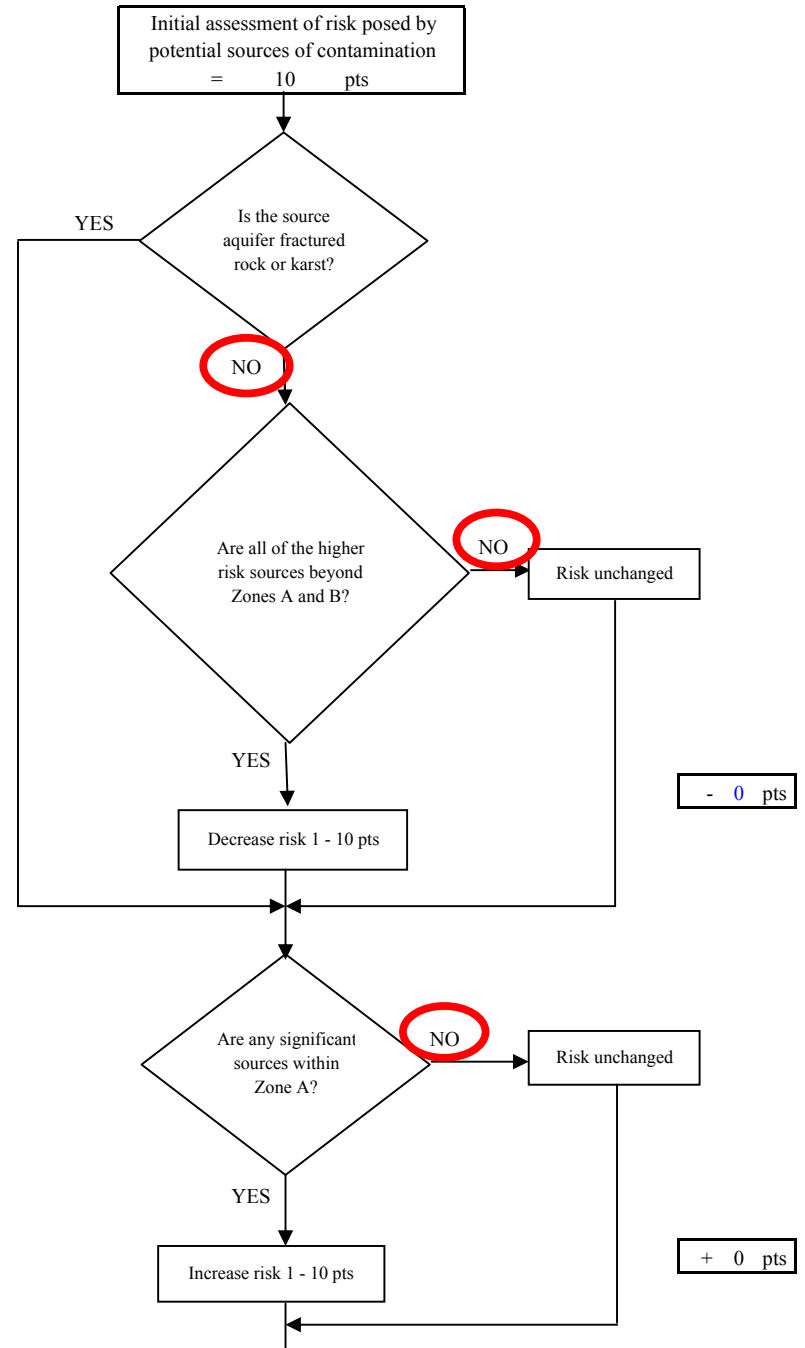 Initial assessment of risk posed by
potential sources of contamination
= 10 pts
YES
Is the source
aquifer fractured
rock or karst?
NO
Are all of the higher
risk sources beyond
Zones A and B?
NO
Risk unchanged
YES
- 0 pts
Decrease risk 1 - 10 pts
Are any significant
sources within
Zone A?
NO
Risk unchanged
YES
+ 0 pts
Increase risk 1 - 10 pts